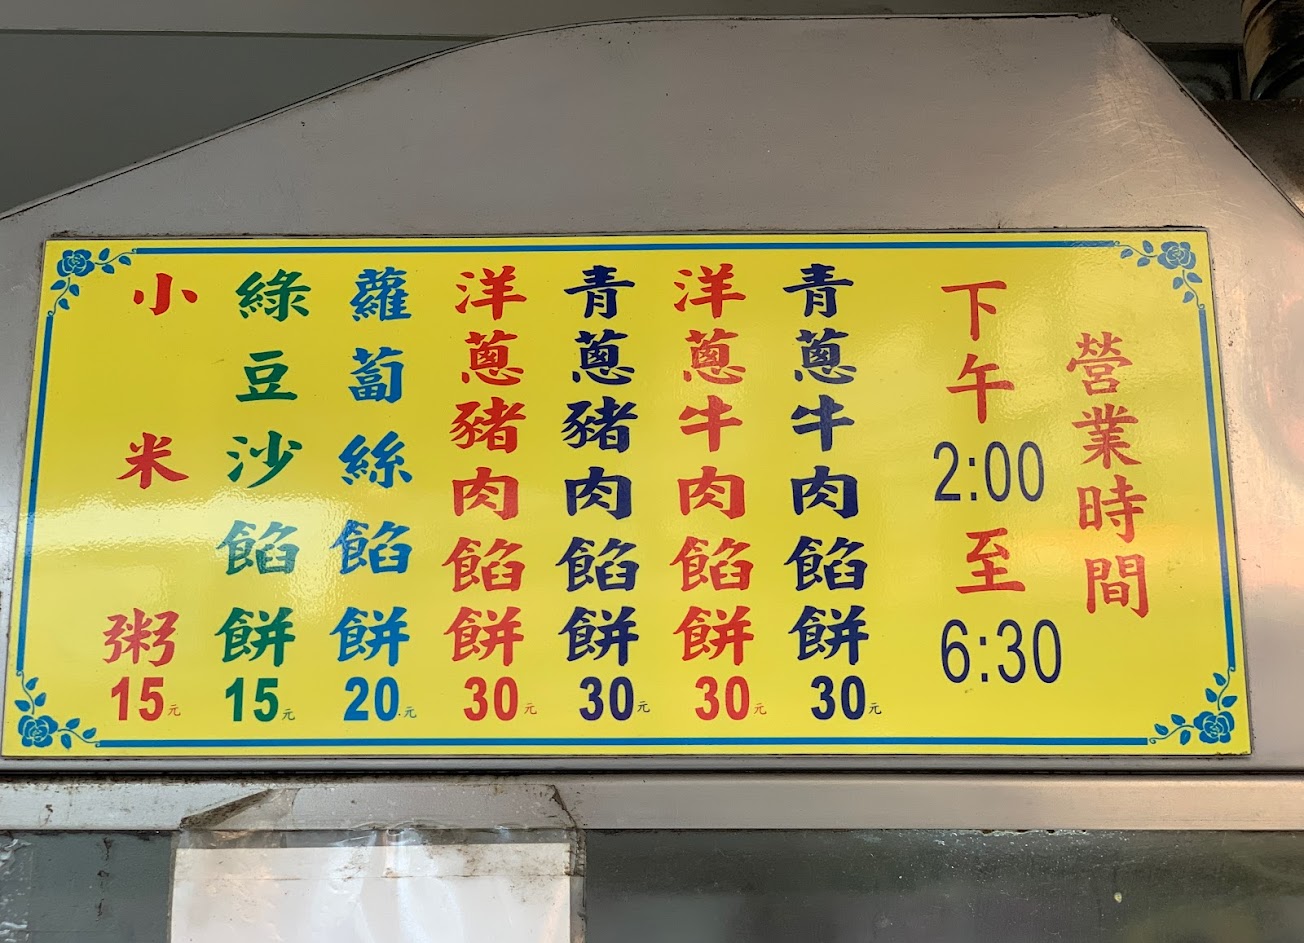 營業時間
下午2:00至6:30
青蔥牛肉餡餅30元
洋蔥牛肉餡餅30元
青蔥豬肉餡餅30元
洋蔥豬肉餡餅30元
蘿蔔絲餡餅20.元
綠豆沙餡餅15元
小米粥15元